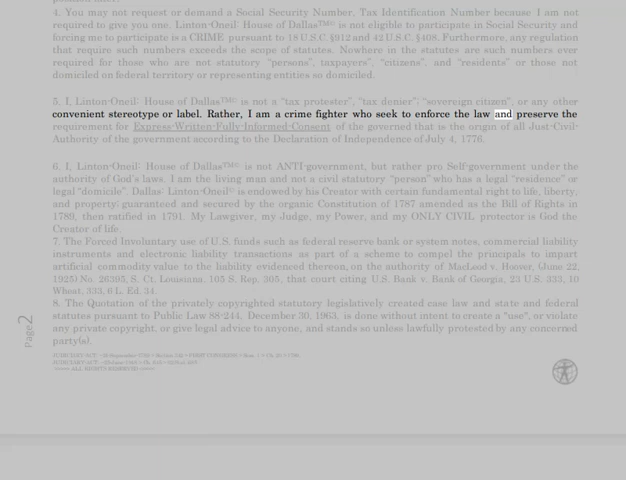 4. You may not request or demand a Social Security Number, Tax Identification Number because I am not
required to give you one. Linton-Oneil: House of Dallas™© is not eligible to participate in Social Security and
forcing me to participate is a CRIME pursuant to 18 U.S.C. §912 and 42 U.S.C. §408. Furthermore, any regulation
that require such numbers exceeds the scope of statutes. Nowhere in the statutes are such numbers ever
required for those who are not statutory "persons", taxpayers", "citizens", and "residents" or those not
domiciled on federal territory or representing entities so domiciled.
5. I, Linton-Oneil: House of Dallas™© is not a "tax protester", "tax denier"; "sovereign citizen", or any other
convenient stereotype or label. Rather, I am a crime fighter who seek to enforce the law and preserve the
requirement for Express-Written-Fully-Informed-Consent of the governed that is the origin of all Just-Civil-
Authority of the government according to the Declaration of Independence of July 4, 1776.
6. I, Linton-Oneil: House of Dallas™© is not ANTI-government, but rather pro Self-government under the
authority of God's laws. I am the living man and not a civil statutory "person" who has a legal "residence" or
legal "domicile". Dallas: Linton-Oneil© is endowed by his Creator with certain fundamental right to life, liberty,
and property; guaranteed and secured by the organic Constitution of 1787 amended as the Bill of Rights in
1789, then ratified in 1791. My Lawgiver, my Judge, my Power, and my ONLY CIVIL protector is God the
Creator of life.
7. The Forced Involuntary use of U.S. funds such as federal reserve bank or system notes, commercial liability
instruments and electronic liability transactions as part of a scheme to compel the principals to impart
artificial commodity value to the liability evidenced thereon, on the authority of MacLeod v. Hoover, (June 22,
1925) No. 26395, S. Ct. Louisiana, 105 S. Rep. 305, that court citing U.S. Bank v. Bank of Georgia, 23 U.S. 333, 10
Wheat. 333, 6 L. Ed. 34.
8. The Quotation of the privately copyrighted statutory legislatively created case law and state and federal
statutes pursuant to Public Law 88-244, December 30, 1963, is done without intent to create a "use", or violate
any private copyright, or give legal advice to anyone, and stands so unless lawfully protested by any concerned
party(s).
Page2
ALL RIGHTS RESERVED